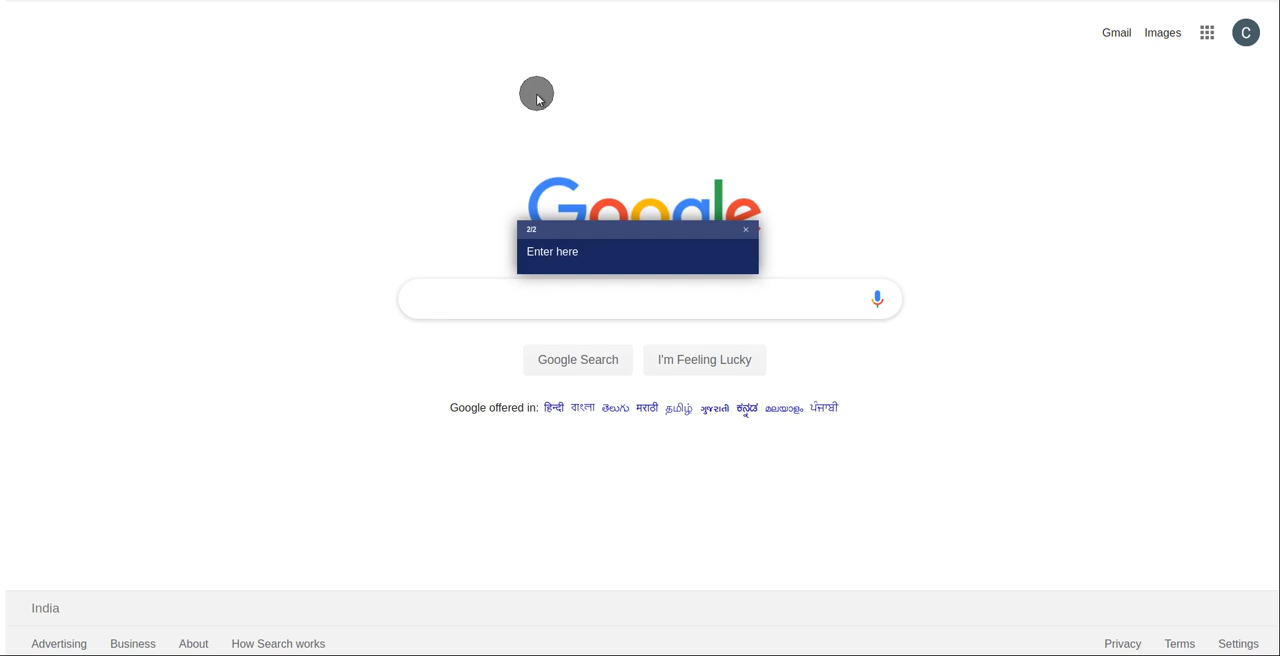 Gmail Images C
Google
2/2 ×
Enter here
Google Search I'm Feeling Lucky
Google offered in: हिन्दी বাংলা తెలుగు मराठी தமிழ் ગુજરાતી ಕನ್ನಡ മലയാളം ਪੰਜਾਬੀ
India
Advertising Business About How Search works Privacy Terms Settings